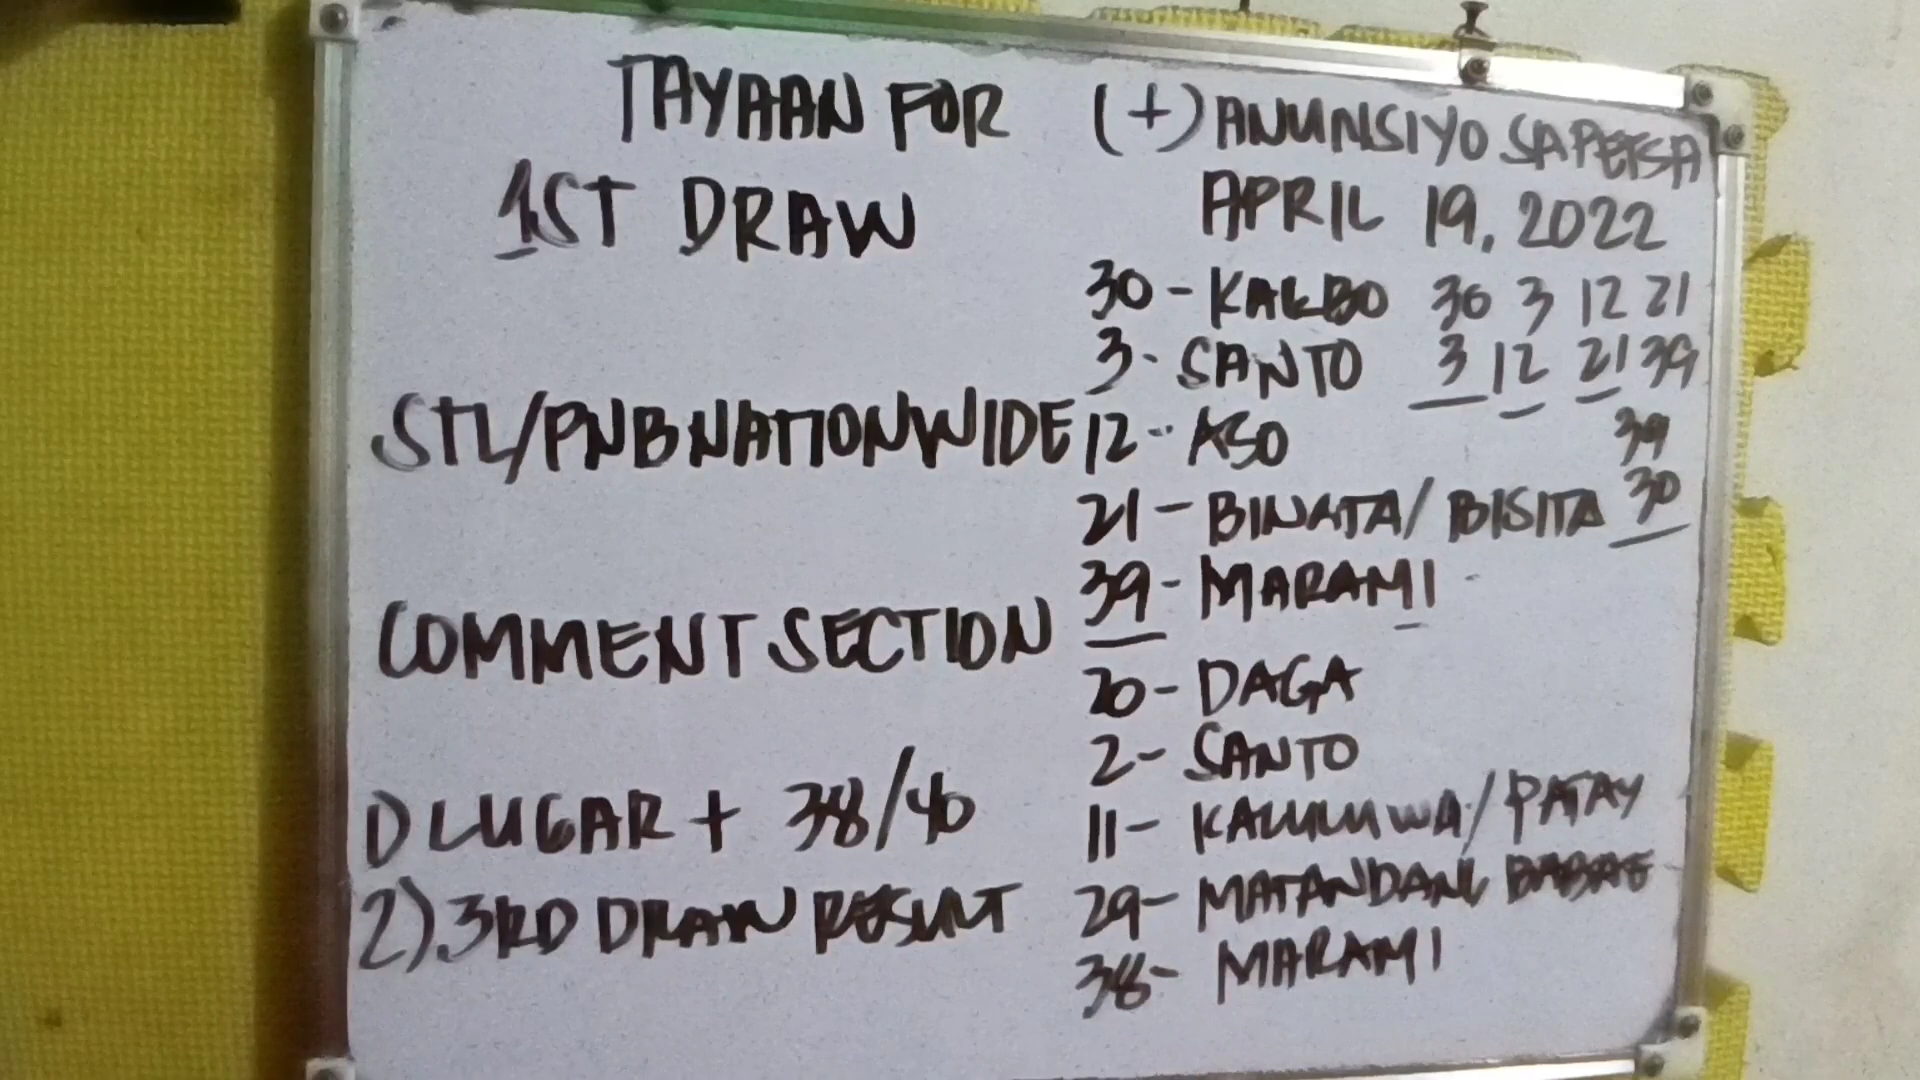 TAYAAN FOR
1ST DRAW
STL/PNB NATIONWIDE
COMMENT SECTION
D LUGAR + 38/40
2).3RD DRAW RESULT
(+) ANUNSIYO SA PETSA
APRIL 19, 2022
30 - KALBO 30 3 12 21
3 - SANTO 3 12 21 39
12 - ASO 39
21 - BINATA/BISITA 30
39 - MARAMI
20 - DAGA
2 - SANTO
11 - KALULUWA/PATAY
29 - MATANDANG BABAE
38 - MARAMI